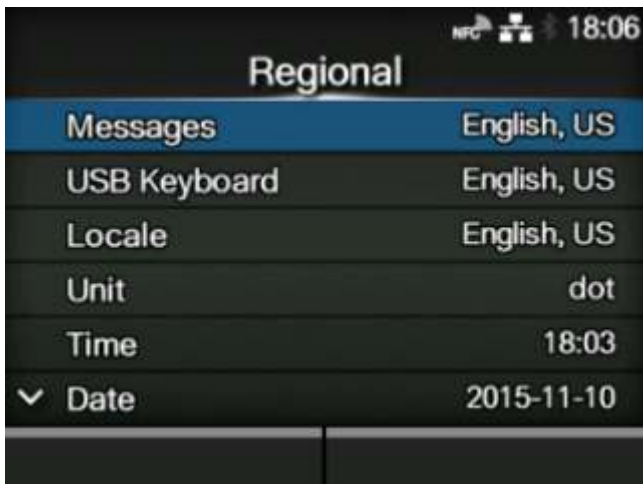 NFC 18:06
Regional
Messages English, US
USB Keyboard English, US
Locale English, US
Unit dot
Time 18:03
Date 2015-11-10